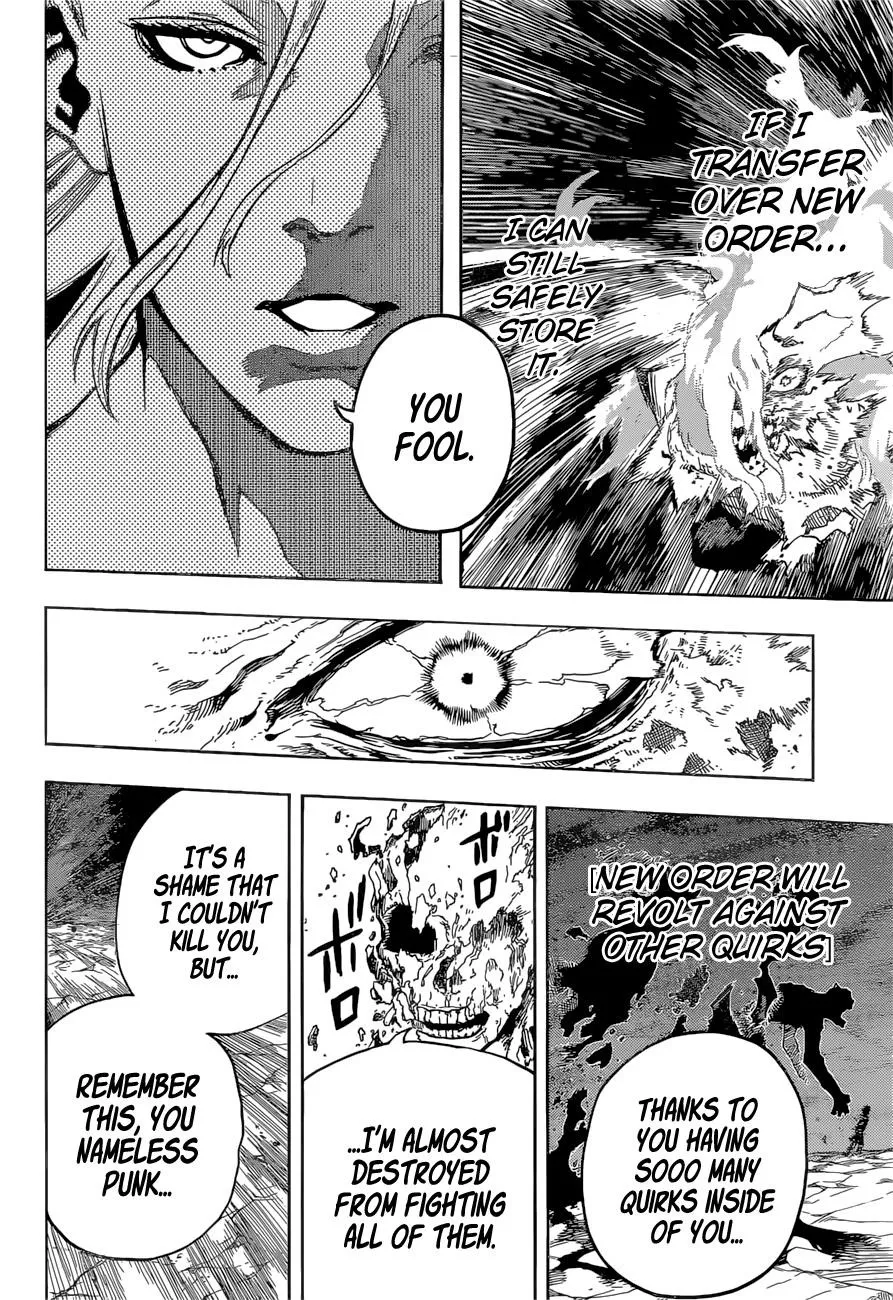 IF I
TRANSFER
OVER NEW
ORDER...
I CAN
STILL
SAFELY
STORE
IT.
YOU
FOOL.
[NEW ORDER WILL
REVOLT AGAINST
OTHER QUIRKS]
THANKS TO
YOU HAVING
SOOO MANY
QUIRKS INSIDE
OF YOU...
ボロ
ボロ
...I'M ALMOST
DESTROYED
FROM FIGHTING
ALL OF THEM.
IT'S A
SHAME THAT
I COULDN'T
KILL YOU,
BUT...
REMEMBER
THIS, YOU
NAMELESS
PUNK...